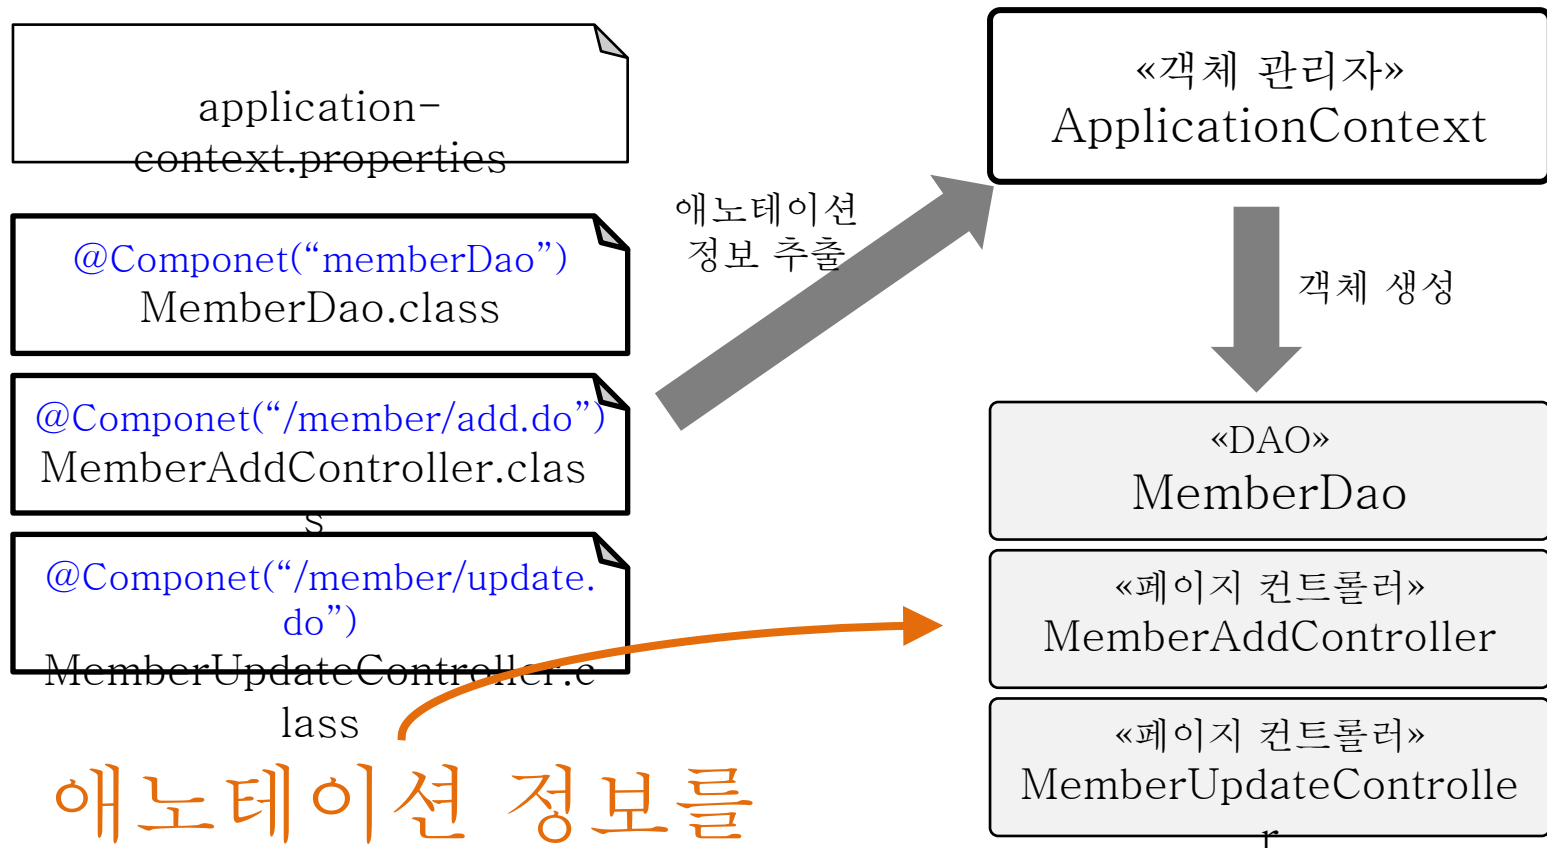 application-
context.properties
@Componet(“memberDao”)
MemberDao.class
@Componet(“/member/add.do”)
MemberAddController.clas
s
@Componet(“/member/update.
do”)
MemberUpdateController.c
lass
애노테이션 정보를
애노테이션
정보 추출
«객체 관리자»
ApplicationContext
객체 생성
«DAO»
MemberDao
«페이지 컨트롤러»
MemberAddController
«페이지 컨트롤러»
MemberUpdateControlle
r